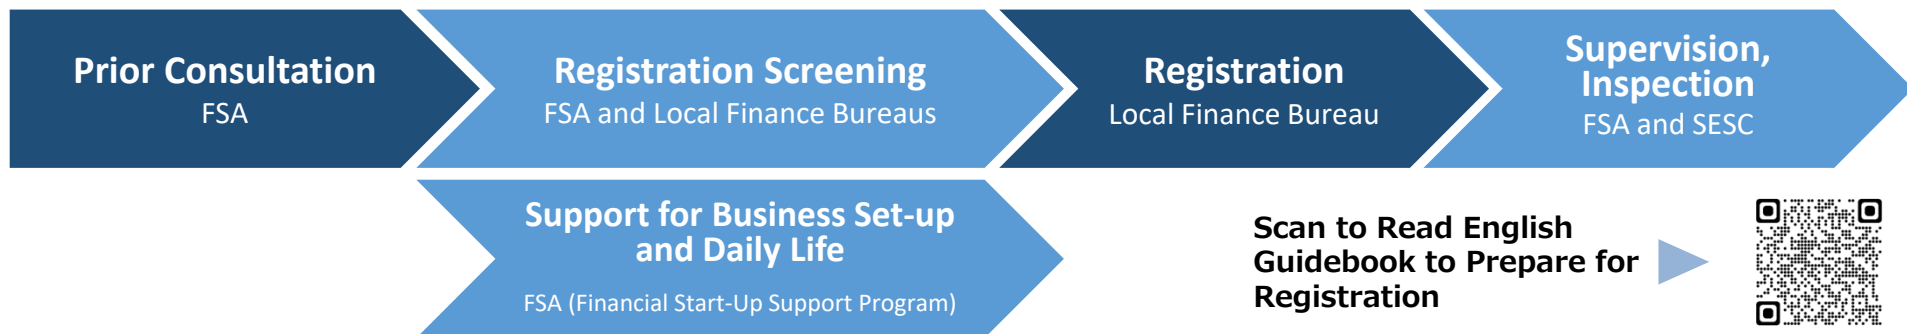 Prior Consultation
FSA
Registration Screening
FSA and Local Finance Bureaus
Registration
Local Finance Bureau
Supervision,
Inspection
FSA and SESC
Support for Business Set-up
and Daily Life
FSA (Financial Start-Up Support Program)
Scan to Read English
Guidebook to Prepare for
Registration